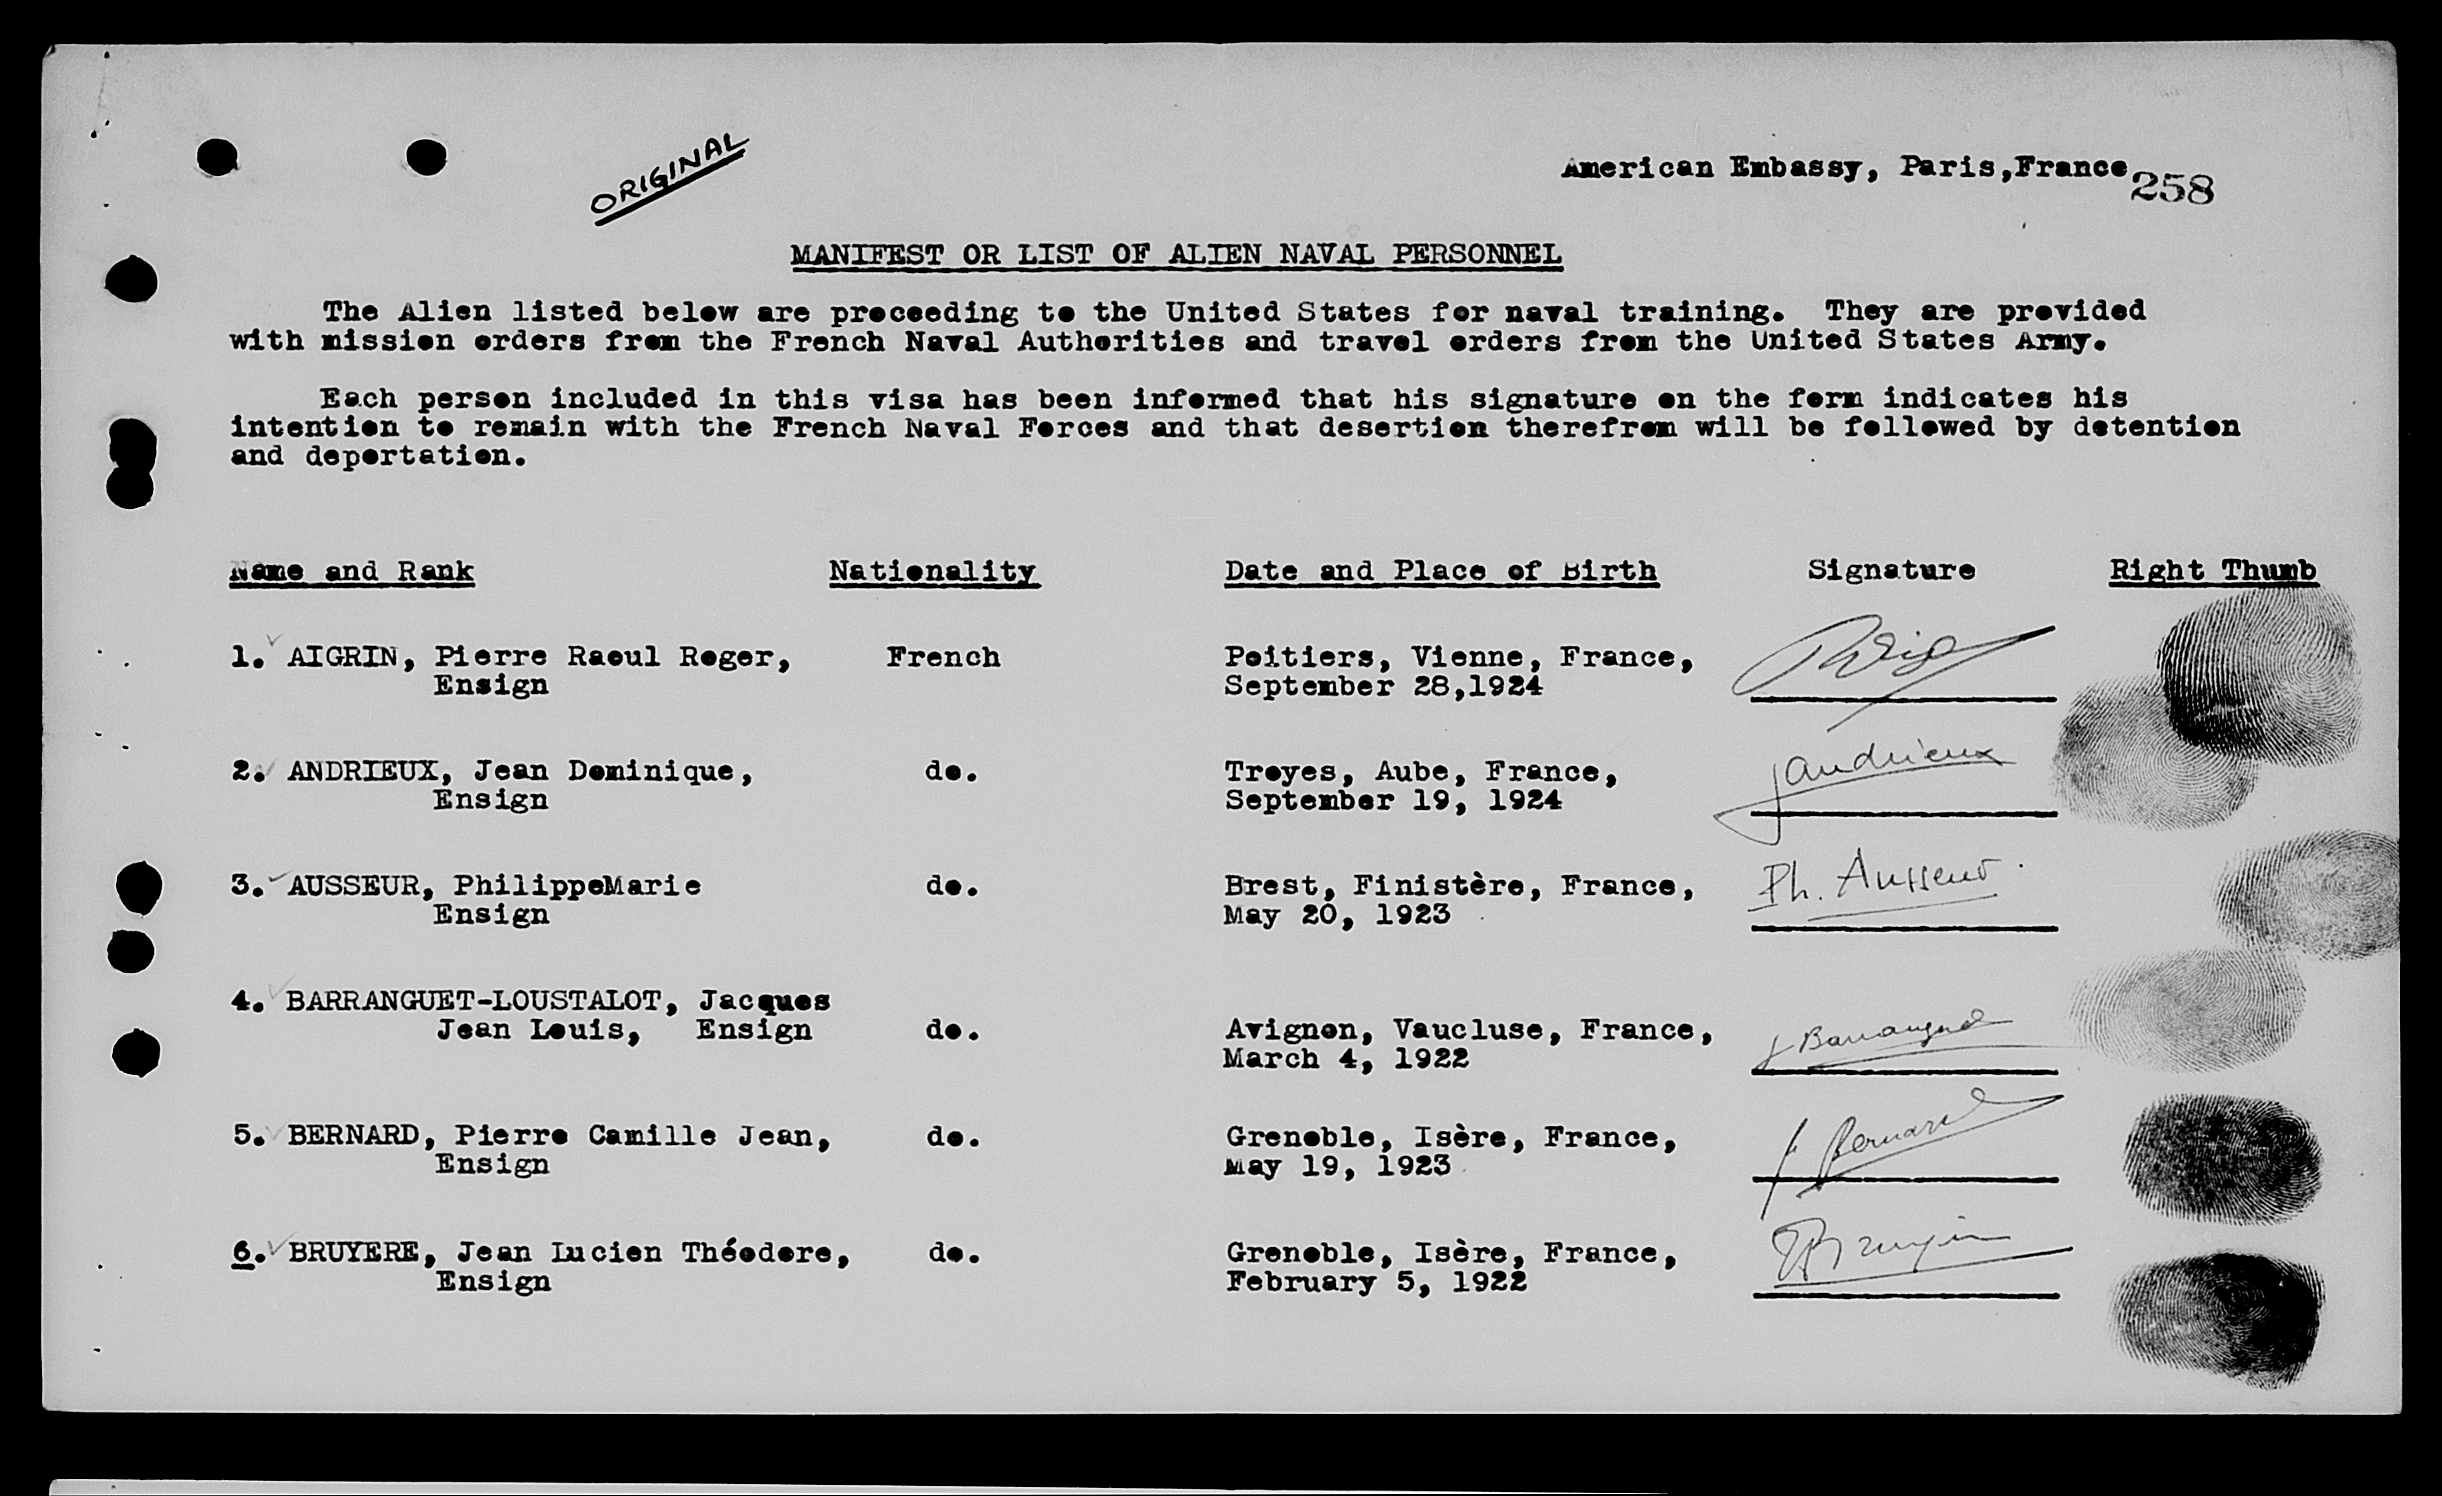 ORIGINAL
American Embassy, Paris,France
258
MANIFEST OR LIST OF ALIEN NAVAL PERSONNEL
The Alien listed below are proceeding to the United States for naval training. They are provided
with mission orders from the French Naval Authorities and travel orders from the United States Army.
Each person included in this visa has been informed that his signature on the form indicates his
intention to remain with the French Naval Forces and that desertion therefrom will be followed by detention
and deportation.
Name and Rank Nationality Date and Place of Birth Signature Right Thumb
1. AIGRIN, Pierre Raoul Roger, French Poitiers, Vienne, France,
Ensign September 28,1924
2. ANDRIEUX, Jean Dominique, do. Troyes, Aube, France, JAndrieux
Ensign September 19, 1924
3. AUSSEUR, PhilippeMarie do. Brest, Finistère, France, Ph. Ausseur
Ensign May 20, 1923
4. BARRANGUET-LOUSTALOT, Jacques
Jean Louis, Ensign do. Avignon, Vaucluse, France, J Barranguet
March 4, 1922
5. BERNARD, Pierre Camille Jean, do. Grenoble, Isère, France, P Bernard
Ensign May 19, 1923
6. BRUYERE, Jean Lucien Théodore, do. Grenoble, Isère, France,
Ensign February 5, 1922